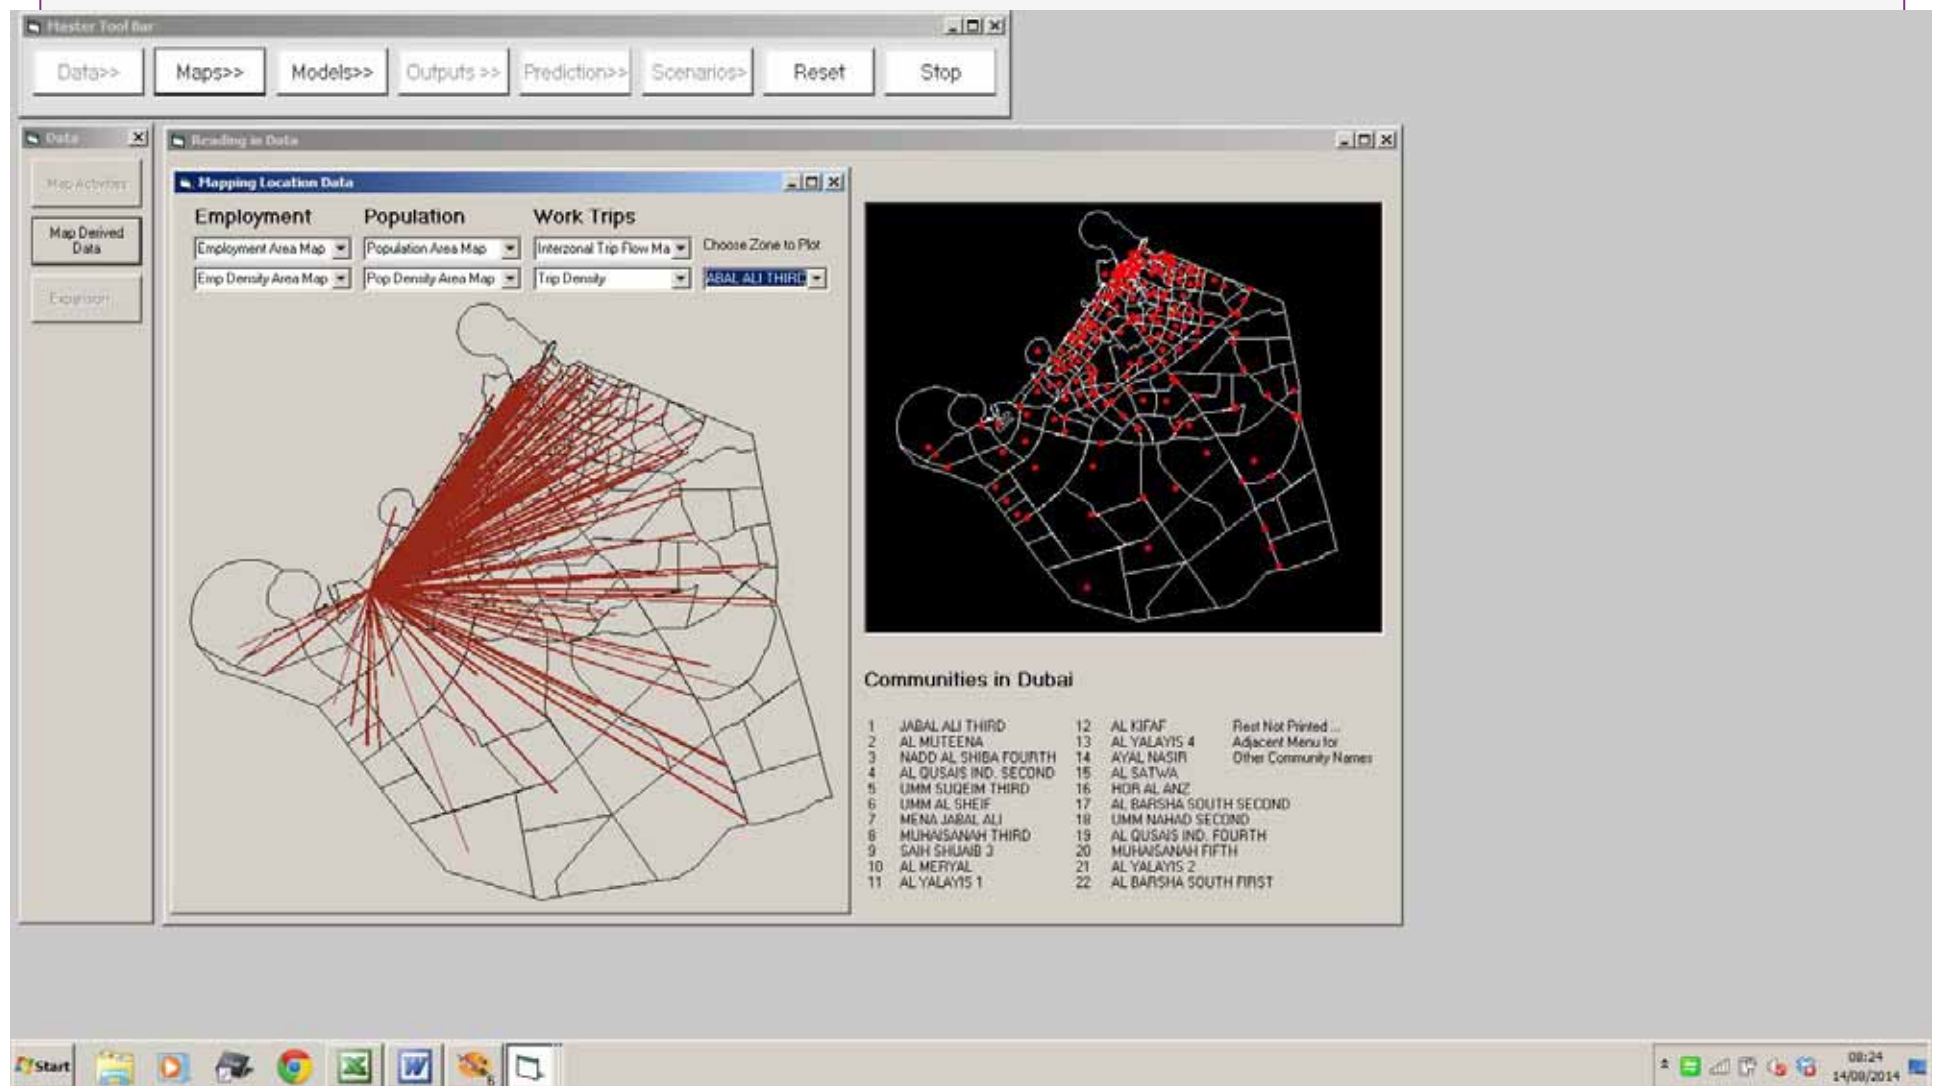 Master Tool Bar
Data>> Maps>> Models>> Outputs >> Prediction>> Scenarios> Reset Stop
Data
Map Activities
Map Derived
Data
Reading in Data
Mapping Location Data
Employment Population Work Trips
Employment Area Map Population Area Map Interzonal Trip Flow Ma Choose Zone to Plot
Emp Density Area Map Pop Density Area Map Trip Density ABAL ALI THIRD
Communities in Dubai
1 JABAL ALI THIRD
2 AL MUTEENA
3 NADD AL SHIBA FOURTH
4 AL QUSAIS IND. SECOND
5 UMM SUQEIM THIRD
6 UMM AL SHEIF
7 MENA JABAL ALI
8 MUHAISANAH THIRD
9 SAIH SHUAIB 3
10 AL MERYAL
11 AL YALAYIS 1
12 AL KIFAF
13 AL YALAYIS 4
14 AYAL NASIR
15 AL SATWA
16 HOR AL ANZ
17 AL BARSHA SOUTH SECOND
18 UMM NAHAD SECOND
19 AL QUSAIS IND. FOURTH
20 MUHAISANAH FIFTH
21 AL YALAYIS 2
22 AL BARSHA SOUTH FIRST
Rest Not Printed ...
Adjacent Menu for
Other Community Names
Start
08:24
14/08/2014